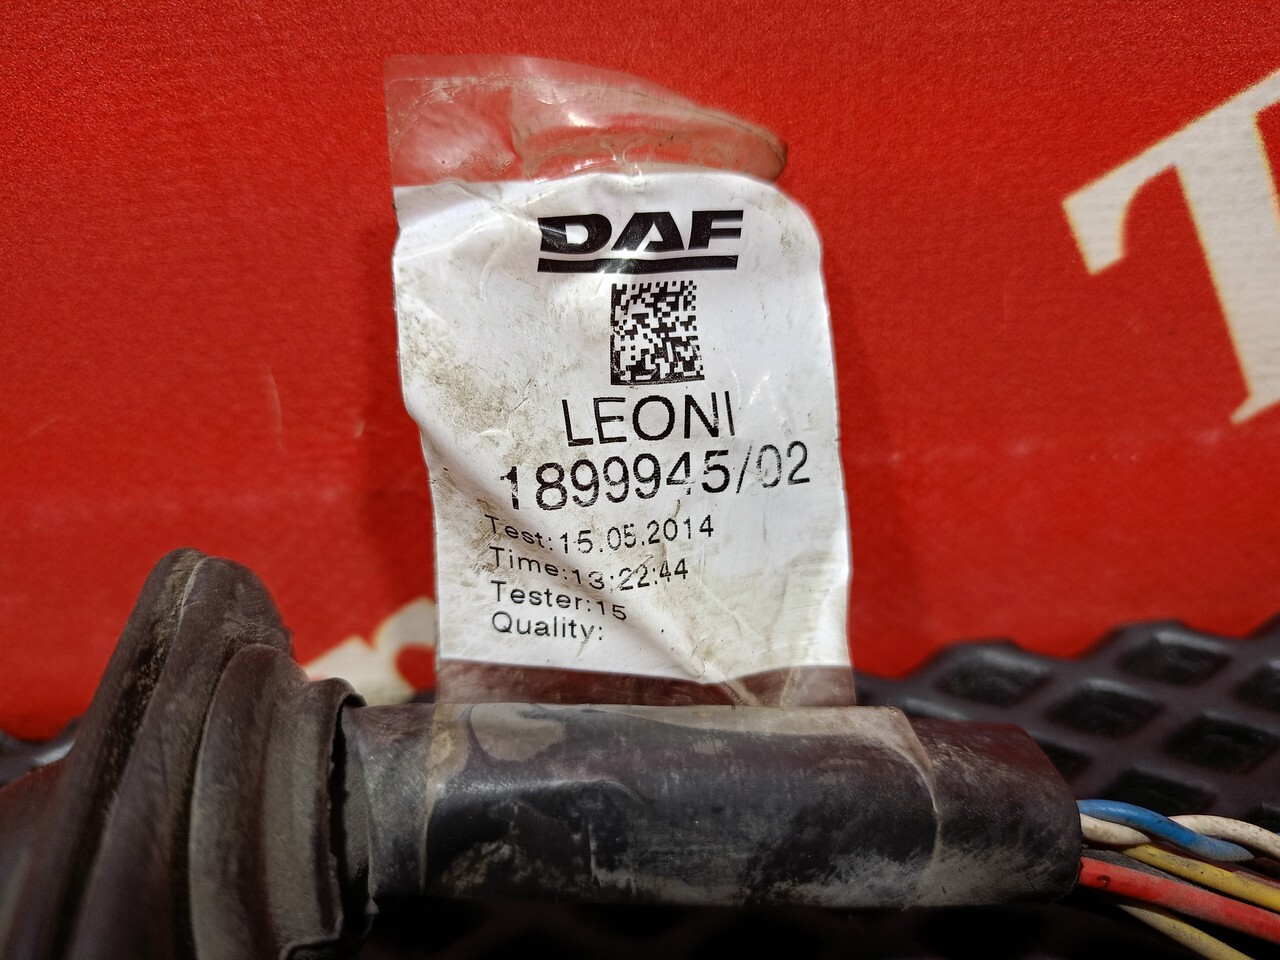 DAF
LEONI
1899945/02
Test:15.05.2014
Time:13:22:44
Tester:15
Quality:
T